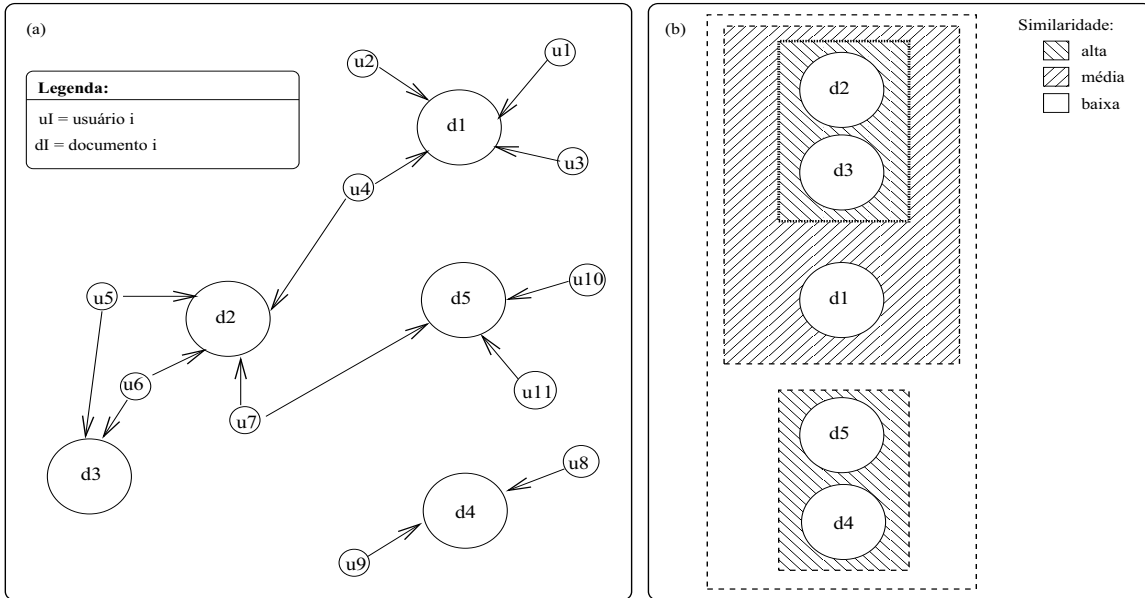 (a)
u1
u2
Legenda:
uI = usuário i
dI = documento i
d1
u3
u4
u5
d2
d5
u10
u6
u7
u11
d3
u8
d4
u9
(b)
Similaridade:
alta
média
baixa
d2
d3
d1
d5
d4